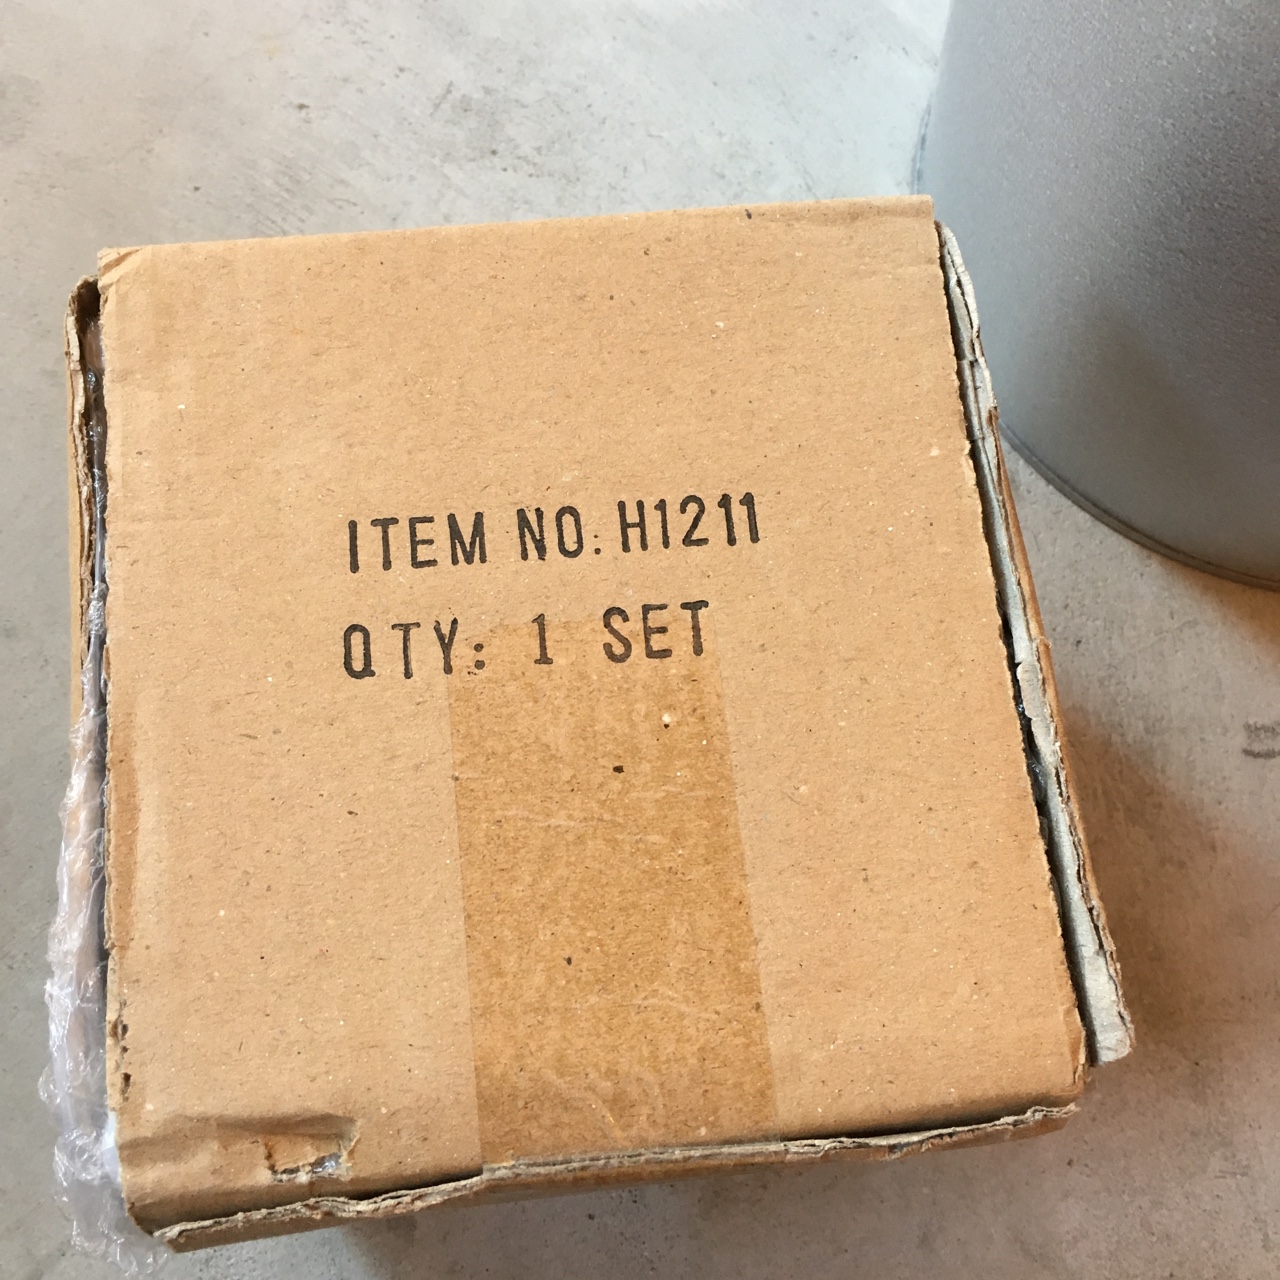 ITEM NO.: H1211
QTY: 1 SET